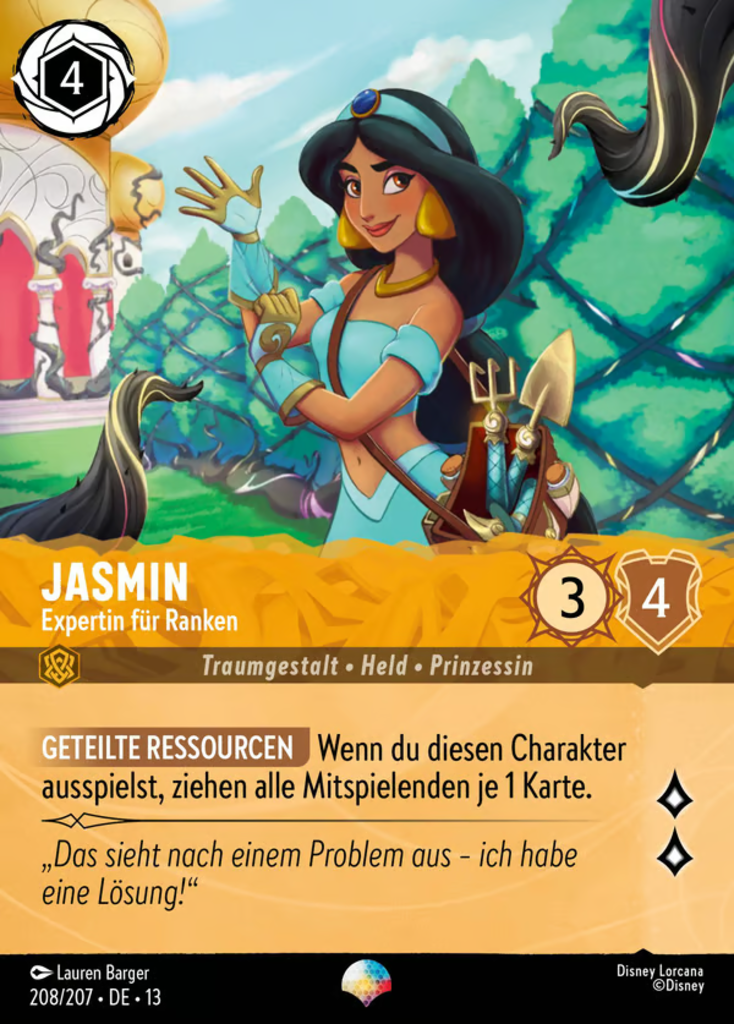 4
JASMIN
Expertin für Ranken
3
4
Traumgestalt • Held • Prinzessin
GETEILTE RESSOURCEN Wenn du diesen Charakter
ausspielst, ziehen alle Mitspielenden je 1 Karte.
„Das sieht nach einem Problem aus – ich habe
eine Lösung!“
Lauren Barger
208/207 • DE • 13
Disney Lorcana
©Disney